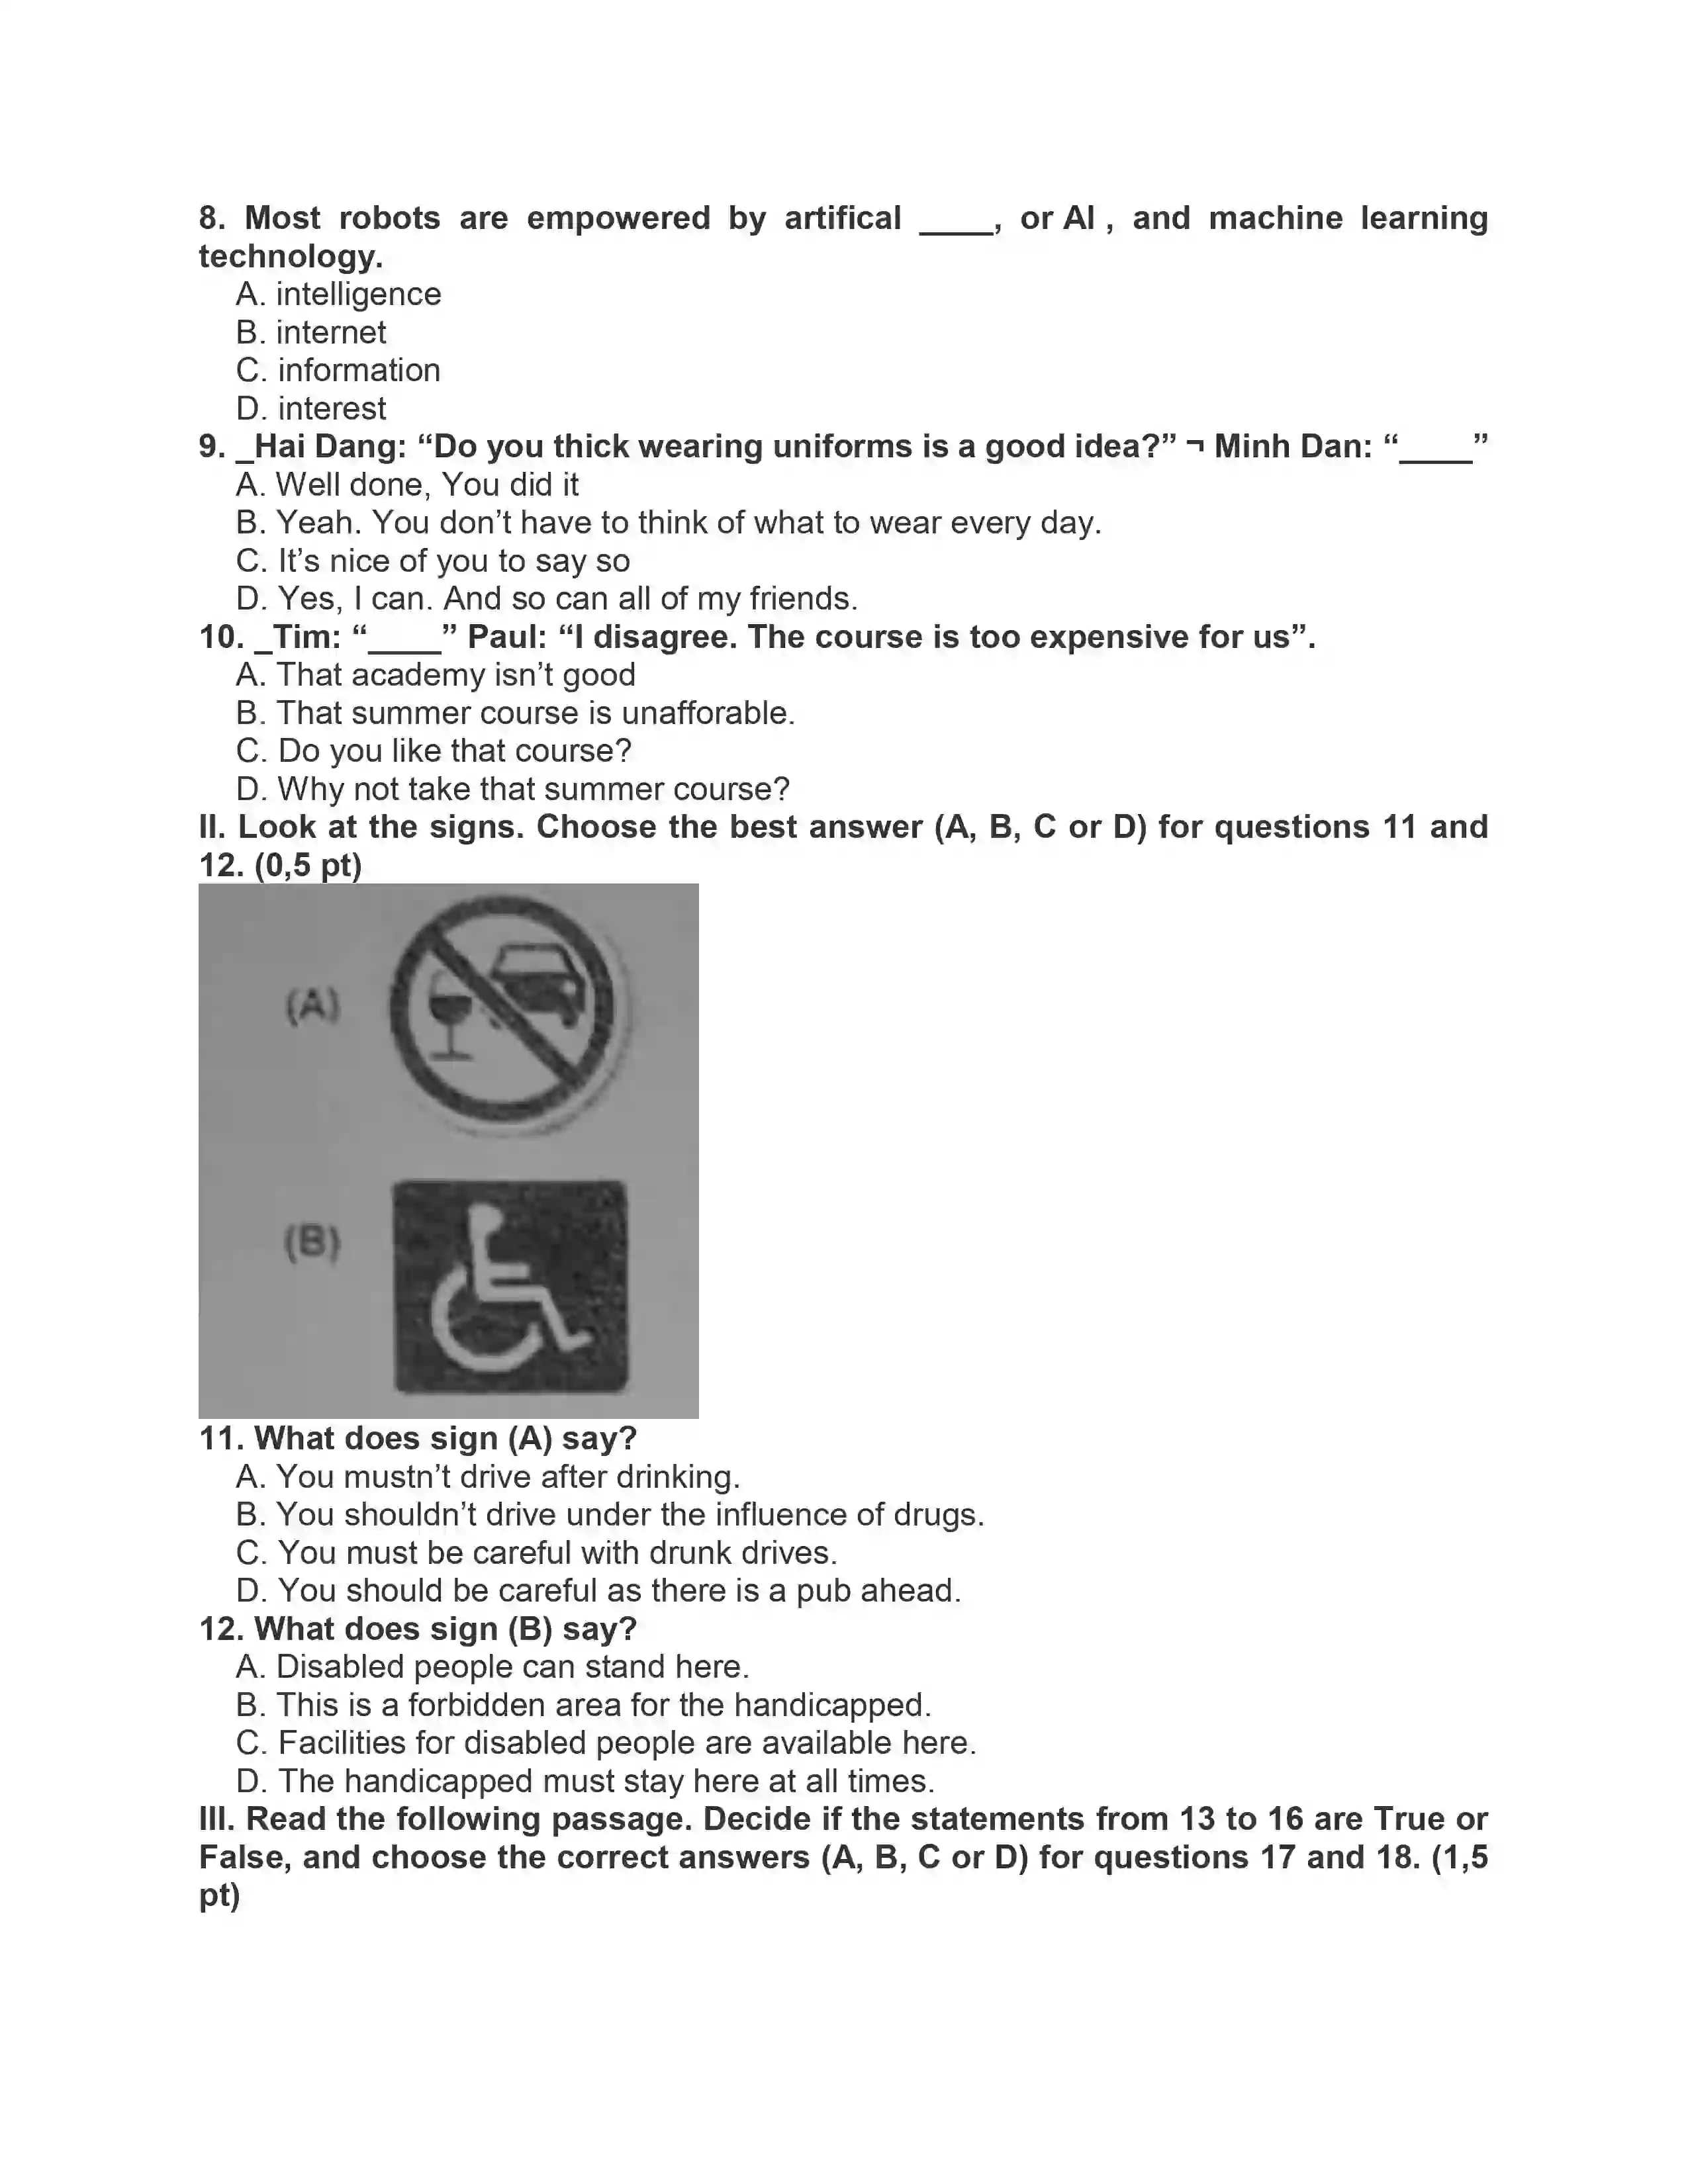 8. Most robots are empowered by artifical ____, or AI , and machine learning
technology.
A. intelligence
B. internet
C. information
D. interest
9. _Hai Dang: “Do you thick wearing uniforms is a good idea?” ¬ Minh Dan: “____”
A. Well done, You did it
B. Yeah. You don’t have to think of what to wear every day.
C. It’s nice of you to say so
D. Yes, I can. And so can all of my friends.
10. _Tim: “____” Paul: “I disagree. The course is too expensive for us”.
A. That academy isn’t good
B. That summer course is unafforable.
C. Do you like that course?
D. Why not take that summer course?
II. Look at the signs. Choose the best answer (A, B, C or D) for questions 11 and
12. (0,5 pt)
(A)
(B)
11. What does sign (A) say?
A. You mustn’t drive after drinking.
B. You shouldn’t drive under the influence of drugs.
C. You must be careful with drunk drives.
D. You should be careful as there is a pub ahead.
12. What does sign (B) say?
A. Disabled people can stand here.
B. This is a forbidden area for the handicapped.
C. Facilities for disabled people are available here.
D. The handicapped must stay here at all times.
III. Read the following passage. Decide if the statements from 13 to 16 are True or
False, and choose the correct answers (A, B, C or D) for questions 17 and 18. (1,5
pt)